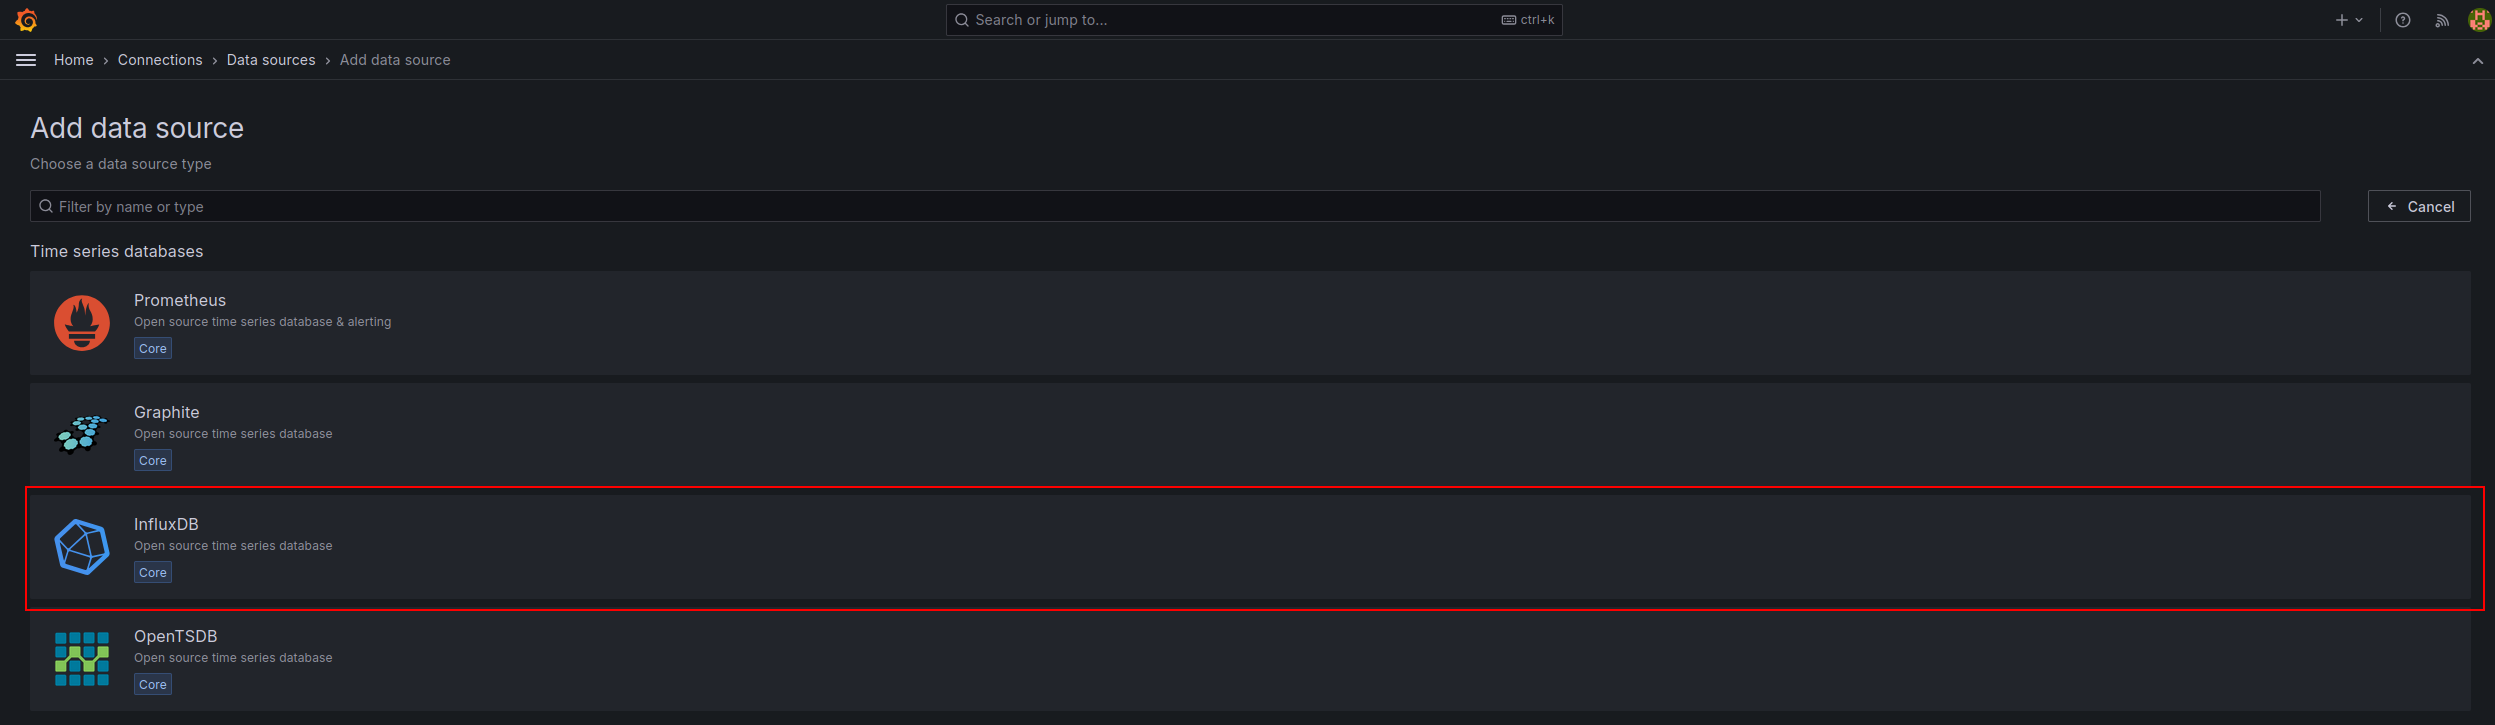 Search or jump to...
ctrl+k
Home › Connections › Data sources › Add data source
Add data source
Choose a data source type
Filter by name or type
Cancel
Time series databases
Prometheus
Open source time series database & alerting
Core
Graphite
Open source time series database
Core
InfluxDB
Open source time series database
Core
OpenTSDB
Open source time series database
Core